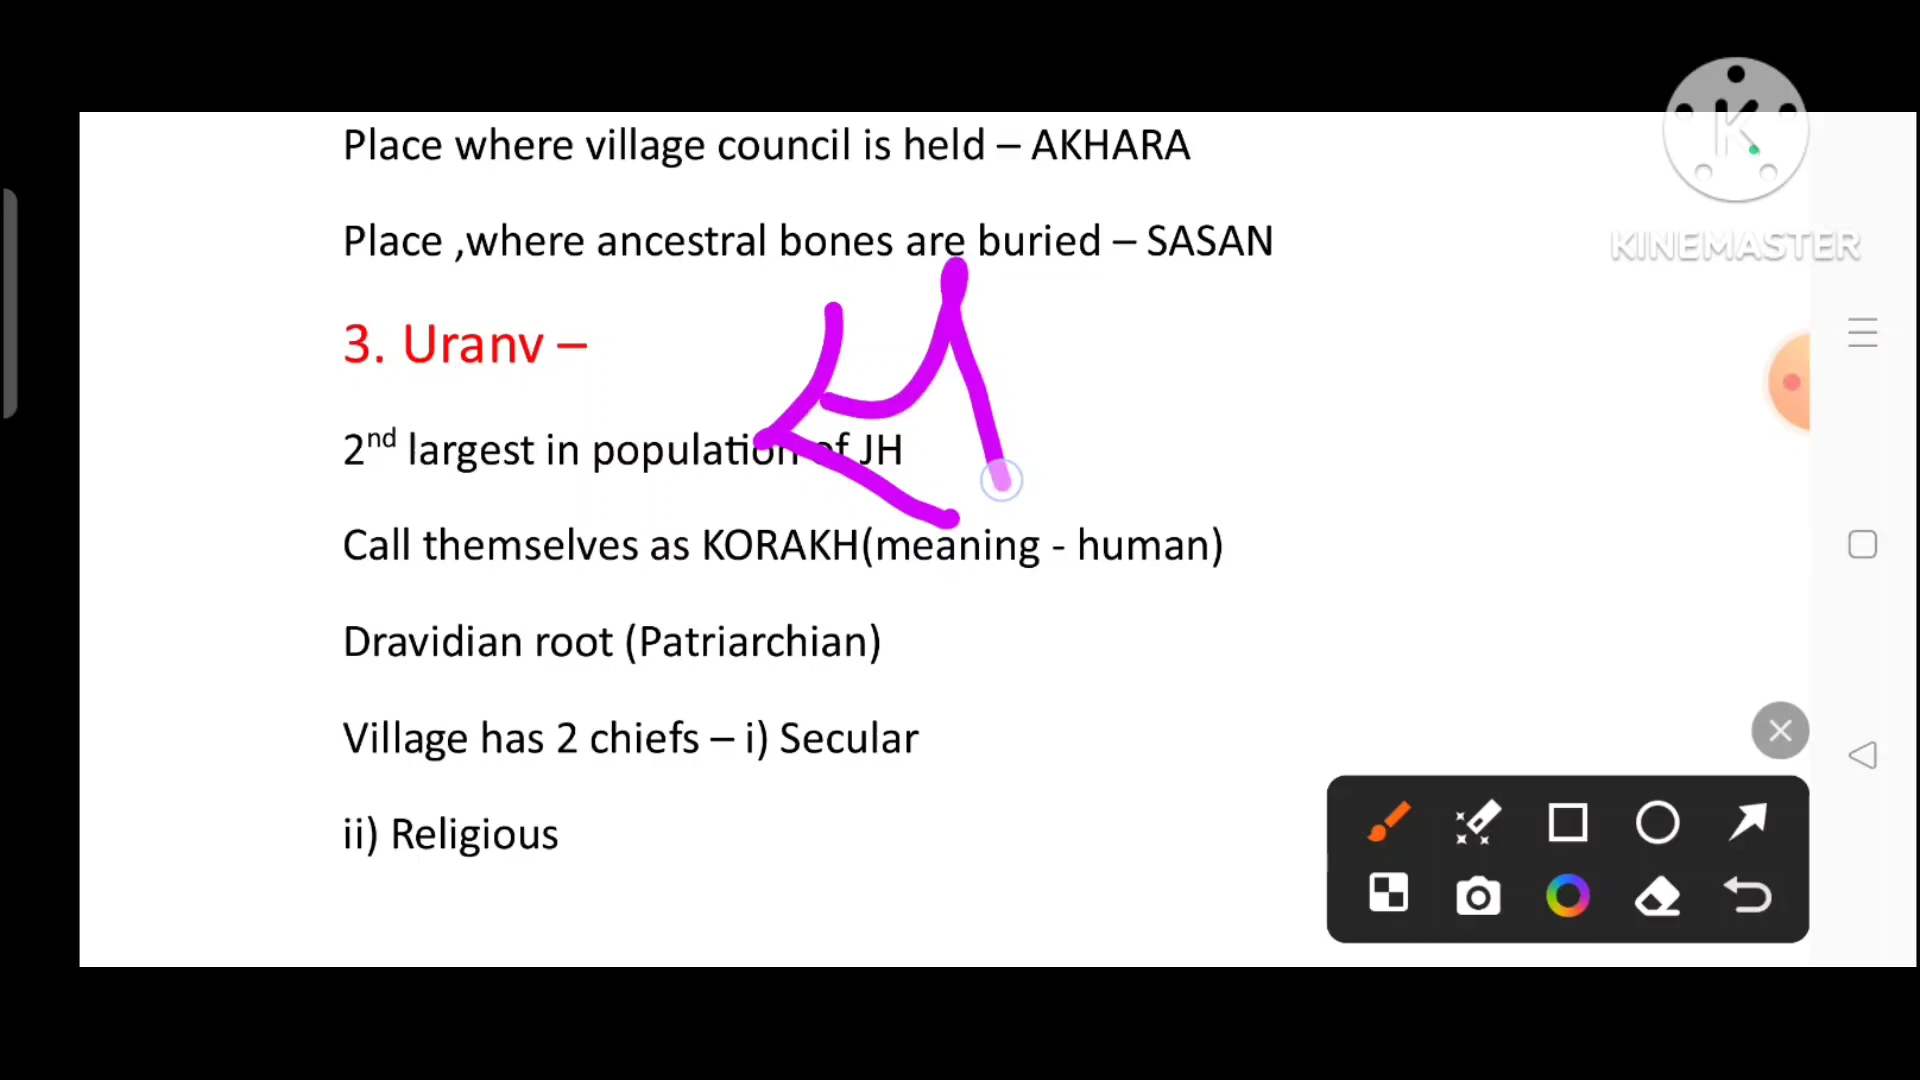 KINEMASTER
Place where village council is held – AKHARA
Place ,where ancestral bones are buried – SASAN
3. Uranv –
2nd largest in population of JH
Call themselves as KORAKH(meaning - human)
Dravidian root (Patriarchian)
Village has 2 chiefs – i) Secular
ii) Religious